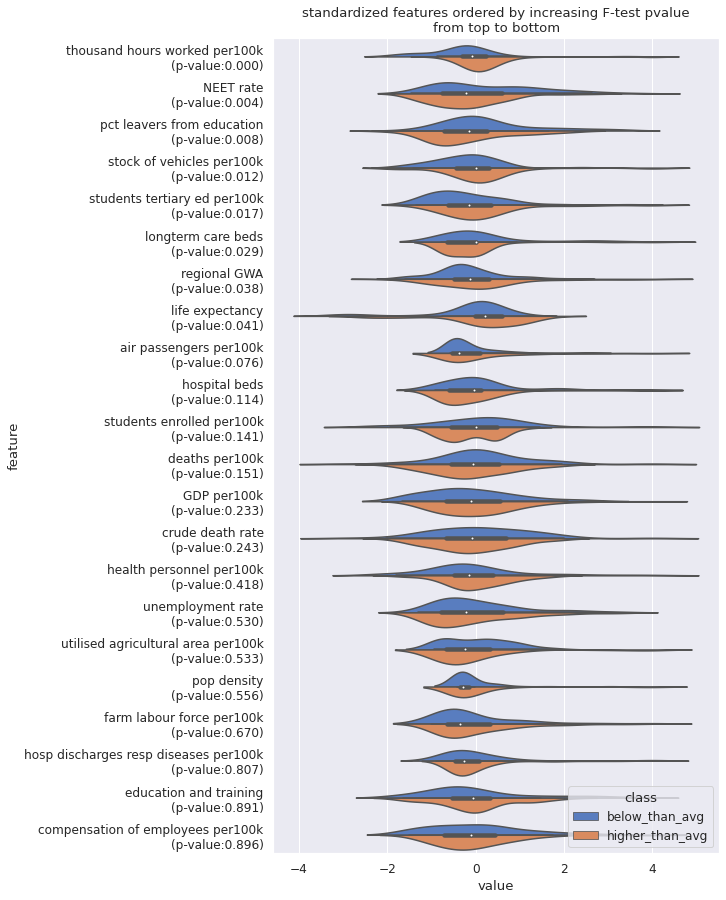 standardized features ordered by increasing F-test pvalue
from top to bottom
thousand hours worked per100k
(p-value:0.000)
NEET rate
(p-value:0.004)
pct leavers from education
(p-value:0.008)
stock of vehicles per100k
(p-value:0.012)
students tertiary ed per100k
(p-value:0.017)
longterm care beds
(p-value:0.029)
regional GWA
(p-value:0.038)
life expectancy
(p-value:0.041)
air passengers per100k
(p-value:0.076)
hospital beds
(p-value:0.114)
students enrolled per100k
(p-value:0.141)
deaths per100k
(p-value:0.151)
GDP per100k
(p-value:0.233)
crude death rate
(p-value:0.243)
health personnel per100k
(p-value:0.418)
unemployment rate
(p-value:0.530)
utilised agricultural area per100k
(p-value:0.533)
pop density
(p-value:0.556)
farm labour force per100k
(p-value:0.670)
hosp discharges resp diseases per100k
(p-value:0.807)
education and training
(p-value:0.891)
compensation of employees per100k
(p-value:0.896)
feature
class
below_than_avg
higher_than_avg
−4 −2 0 2 4
value